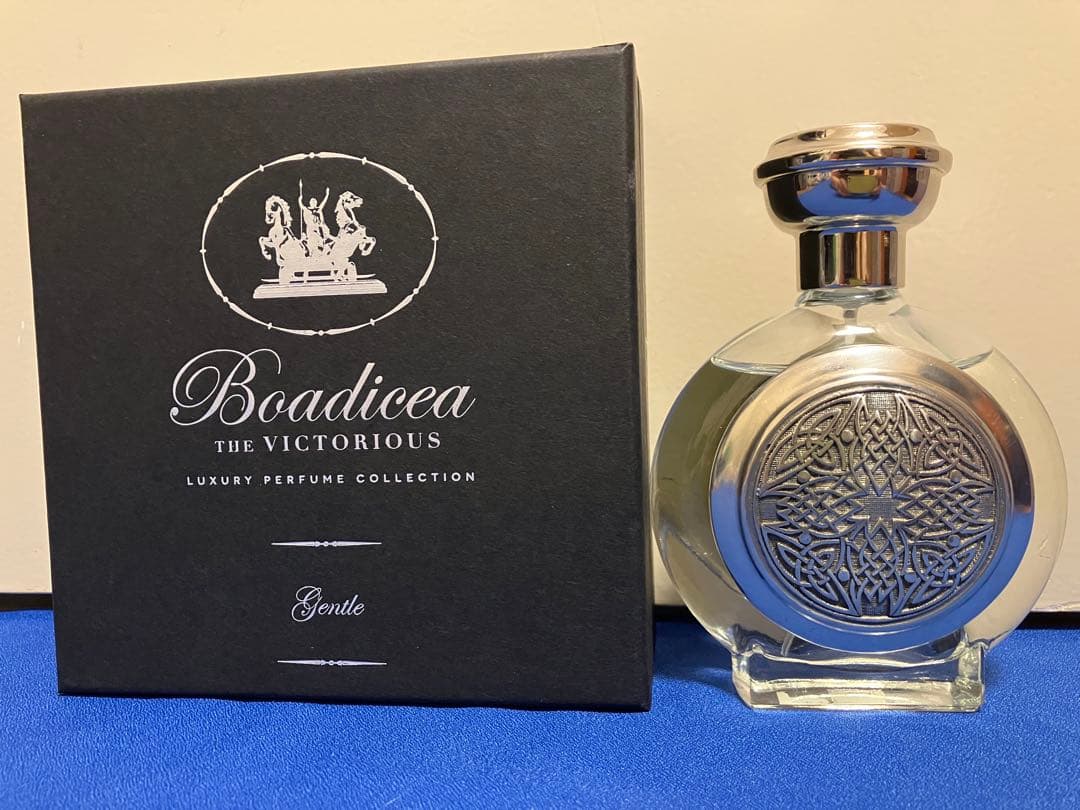 Boadicea
THE VICTORIOUS
LUXURY PERFUME COLLECTION
Gentle